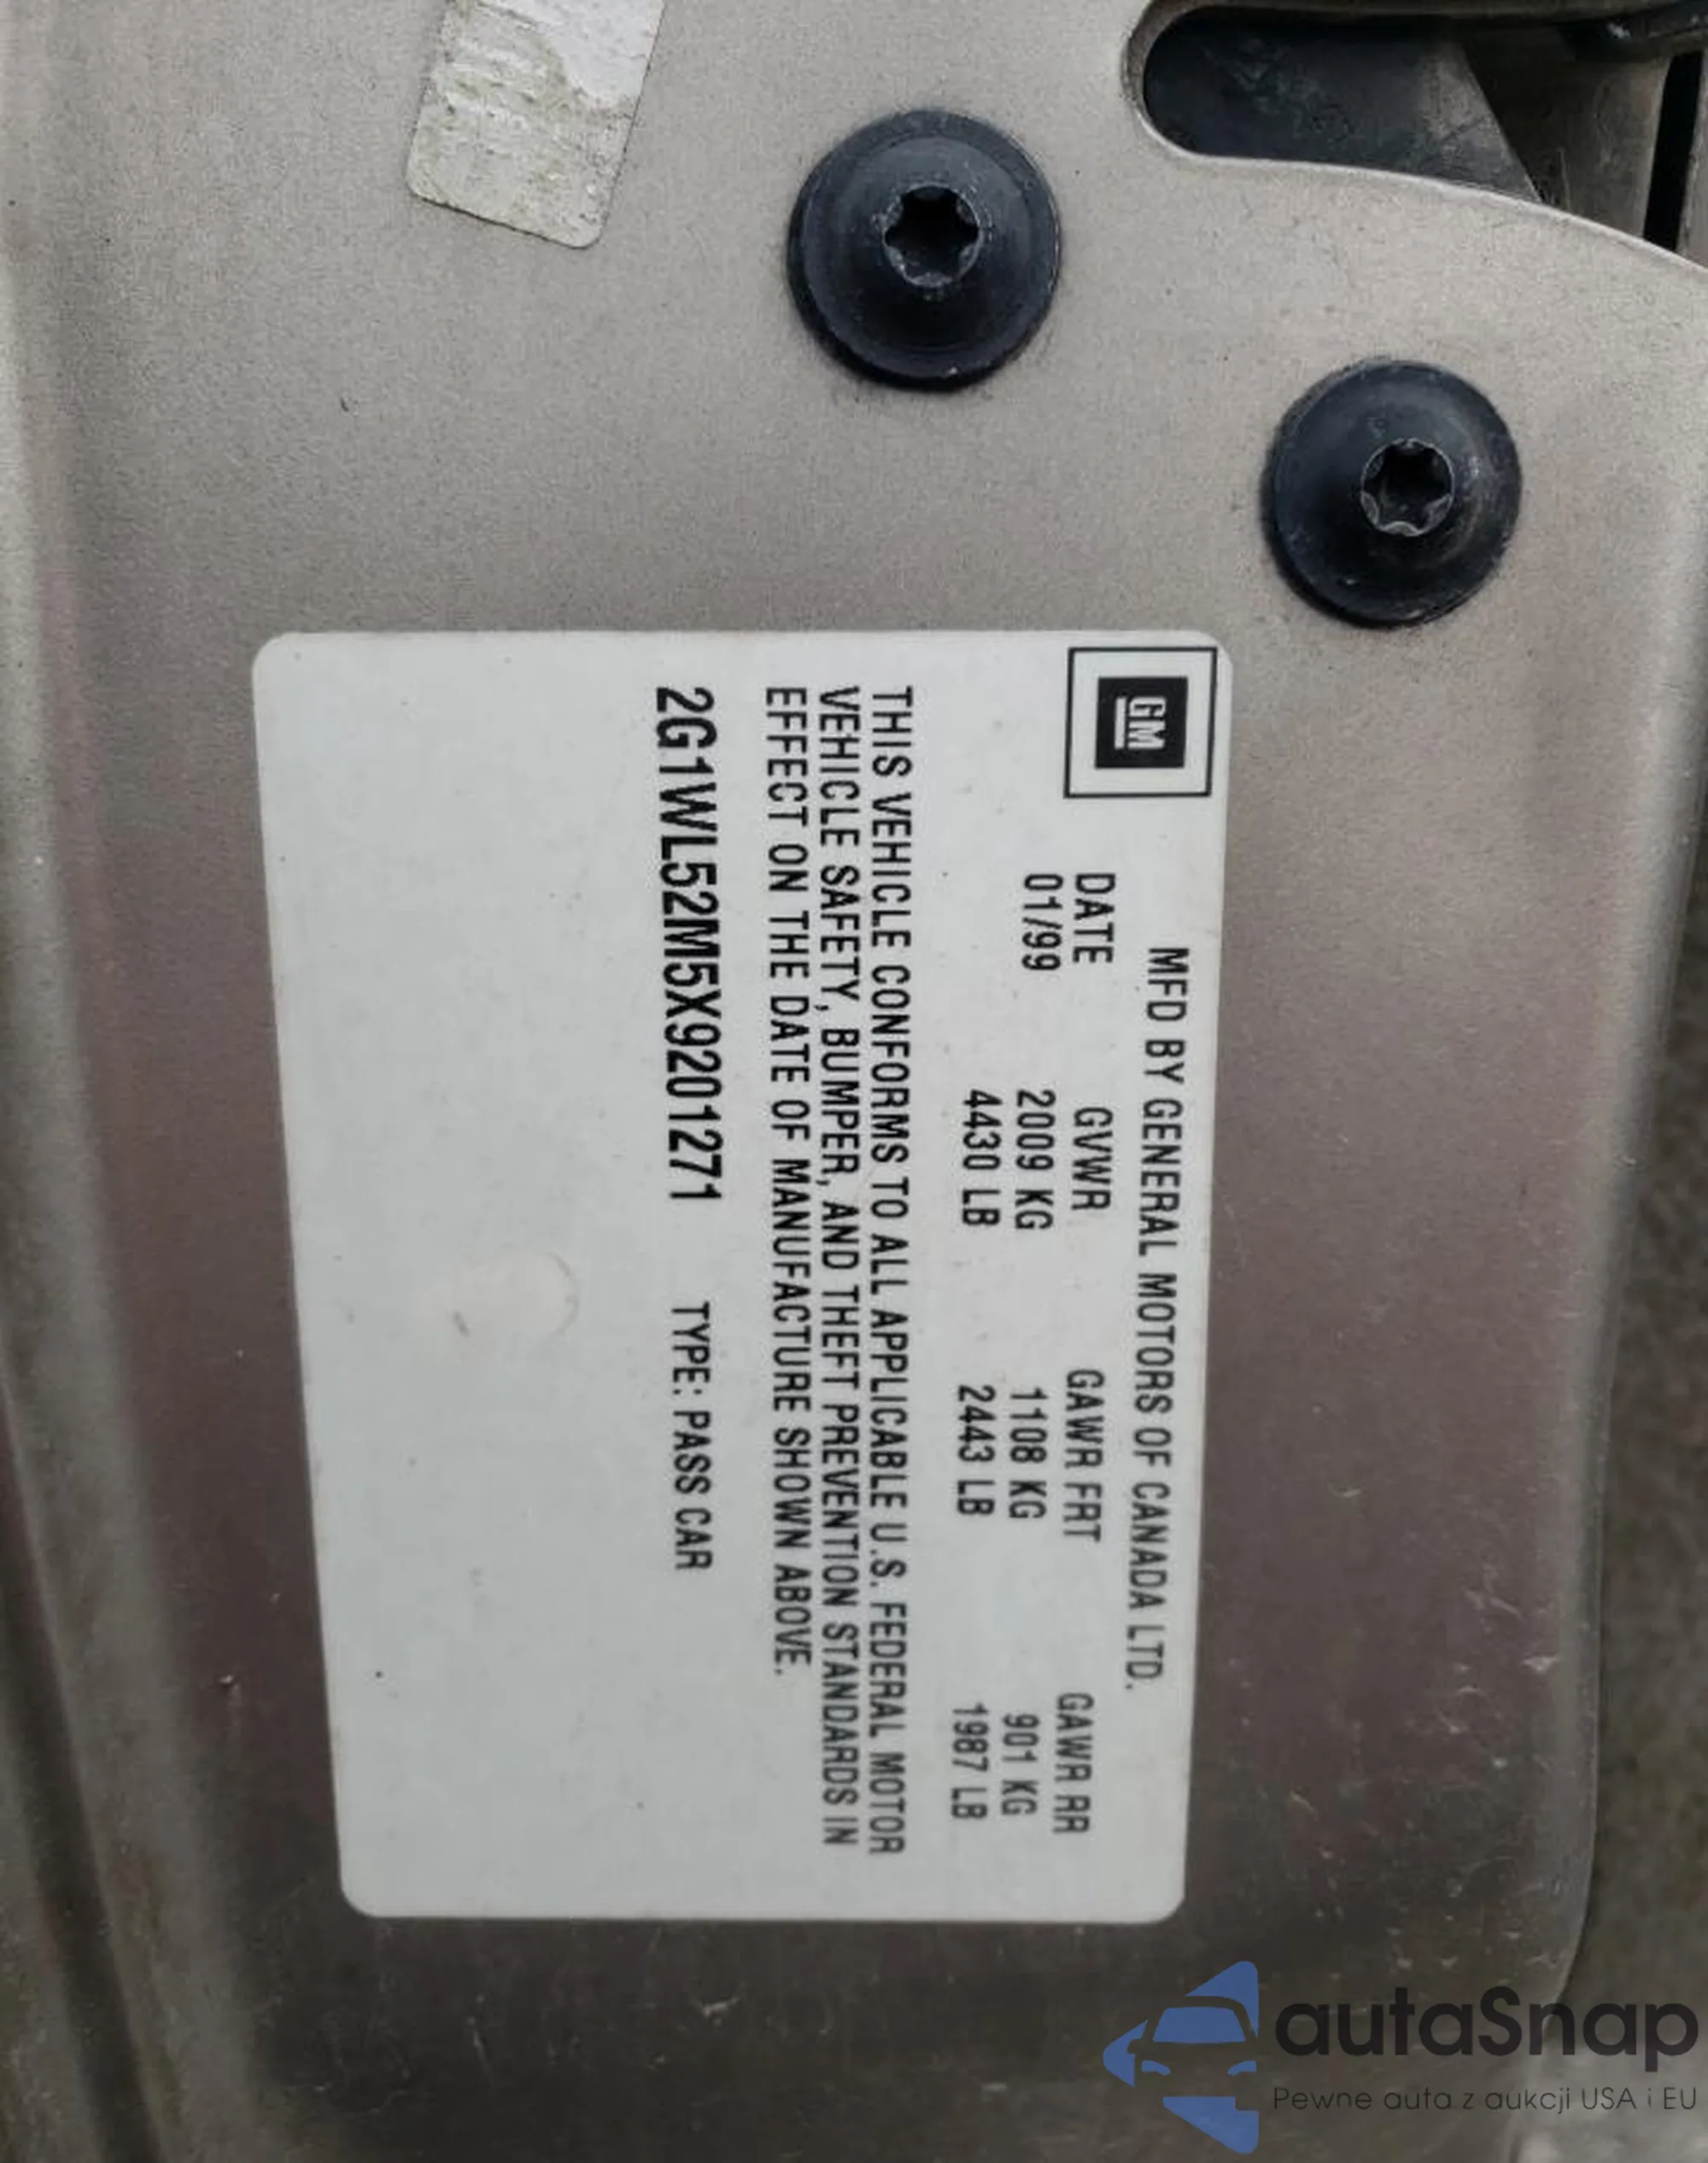 GM
MFD BY GENERAL MOTORS OF CANADA LTD.
DATE GVWR GAWR FRT GAWR RR
01/99 2009 KG 1108 KG 901 KG
4430 LB 2443 LB 1987 LB
THIS VEHICLE CONFORMS TO ALL APPLICABLE U.S. FEDERAL MOTOR
VEHICLE SAFETY, BUMPER, AND THEFT PREVENTION STANDARDS IN
EFFECT ON THE DATE OF MANUFACTURE SHOWN ABOVE.
2G1WL52M5X9201271 TYPE: PASS CAR
autaSnap
Pewne auta z aukcji USA i EU